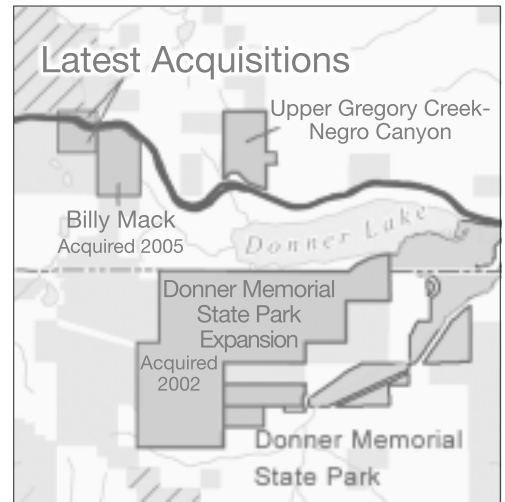 Latest Acquisitions
Upper Gregory Creek-
Negro Canyon
Billy Mack
Acquired 2005
Donner Lake
Donner Memorial
State Park
Expansion
Acquired
2002
Donner Memorial
State Park